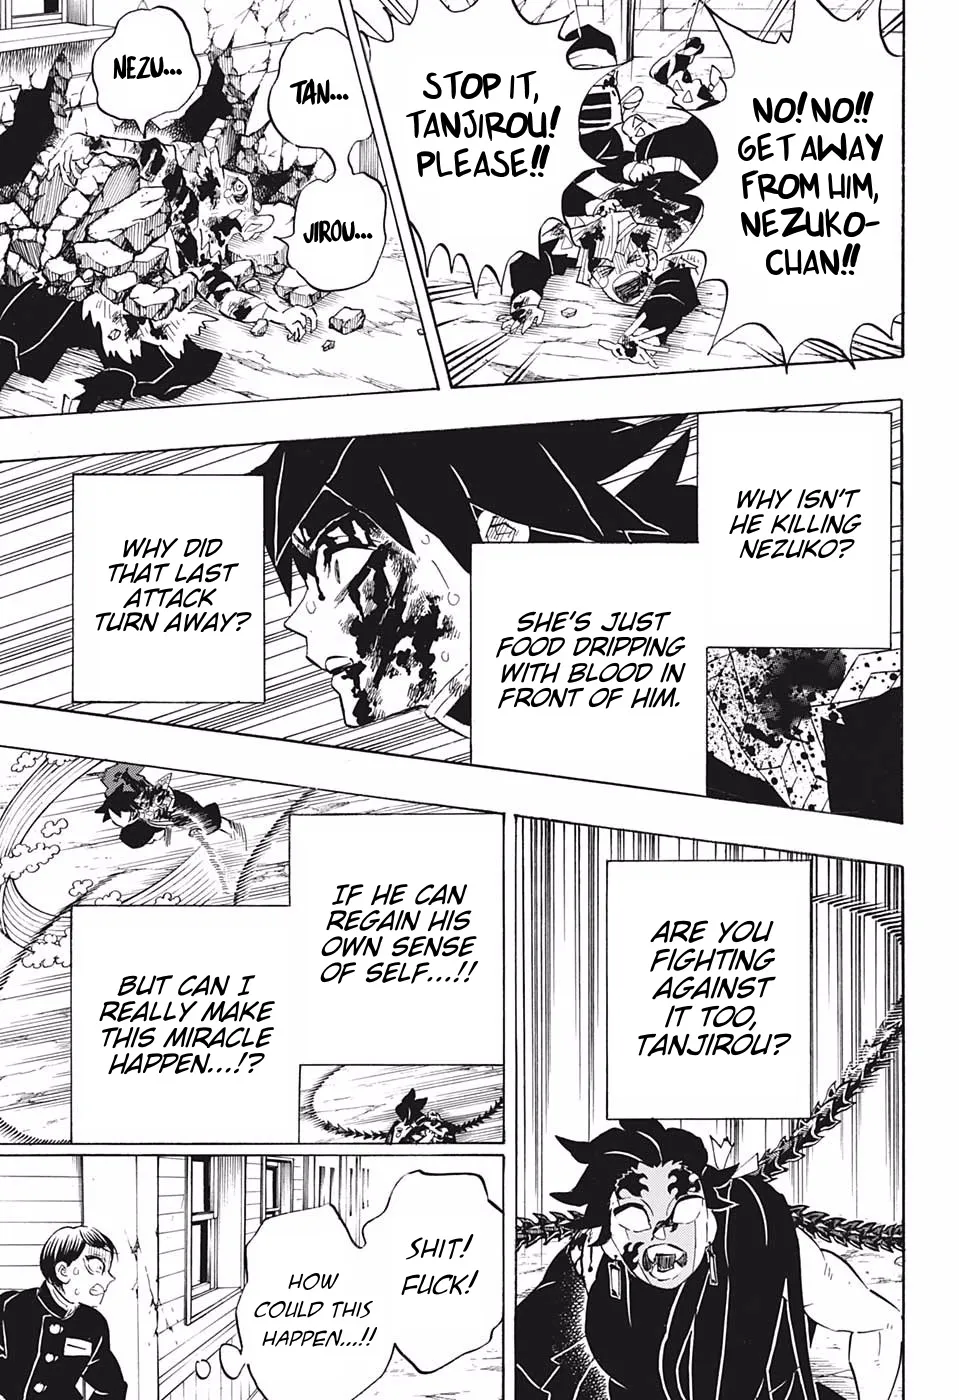 NO! NO!!
GET AWAY
FROM HIM,
NEZUKO-
CHAN!!
STOP IT,
TANJIROU!
PLEASE!!
TAN...
JIROU...
NEZU...
WHY ISN'T
HE KILLING
NEZUKO?
SHE'S JUST
FOOD DRIPPING
WITH BLOOD IN
FRONT OF HIM.
WHY DID
THAT LAST
ATTACK
TURN AWAY?
ARE YOU
FIGHTING
AGAINST
IT TOO,
TANJIROU?
IF HE CAN
REGAIN HIS
OWN SENSE
OF SELF...!!
BUT CAN I
REALLY MAKE
THIS MIRACLE
HAPPEN...!?
SHIT!
FUCK!
HOW
COULD THIS
HAPPEN...!!